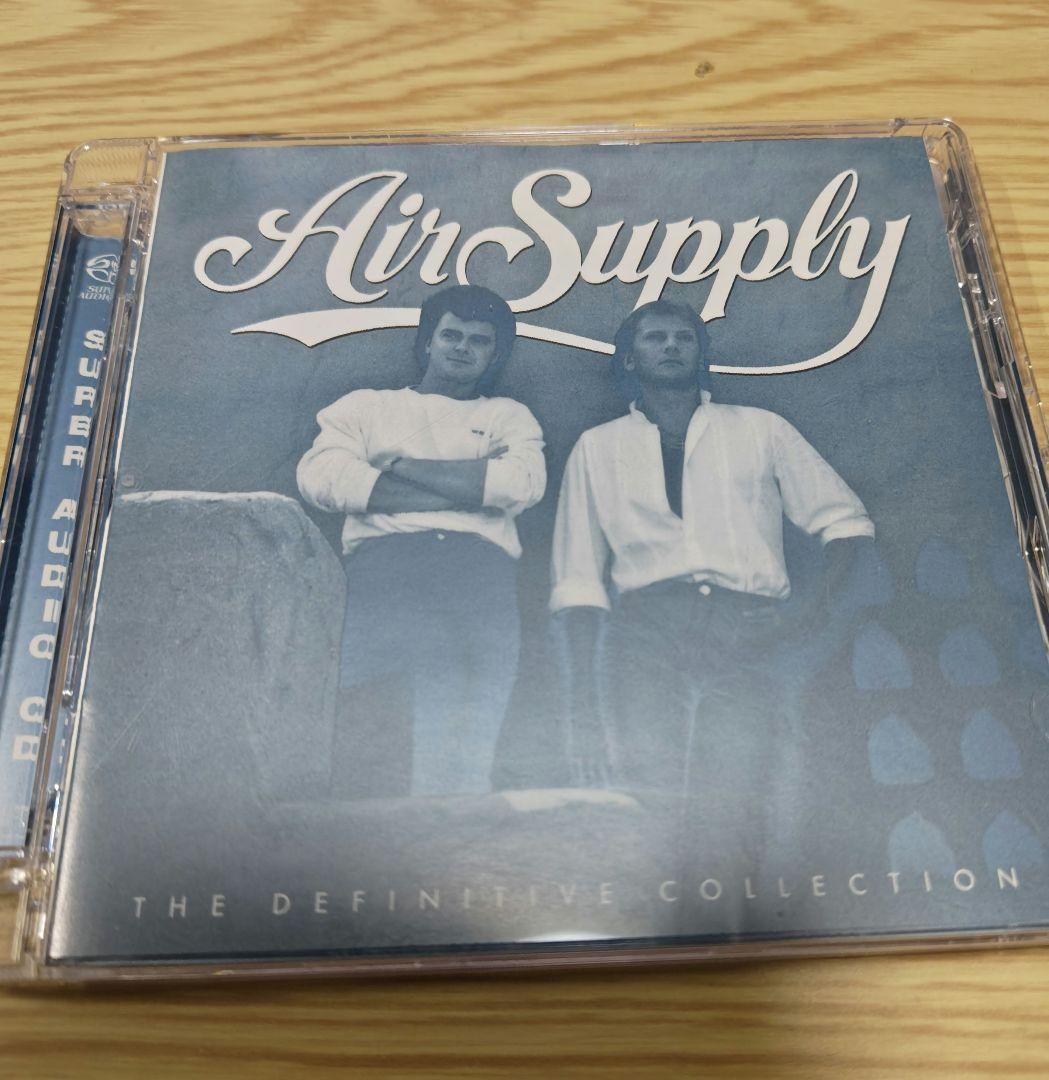 Air Supply
SUPER AUDIO CD
THE DEFINITIVE COLLECTION